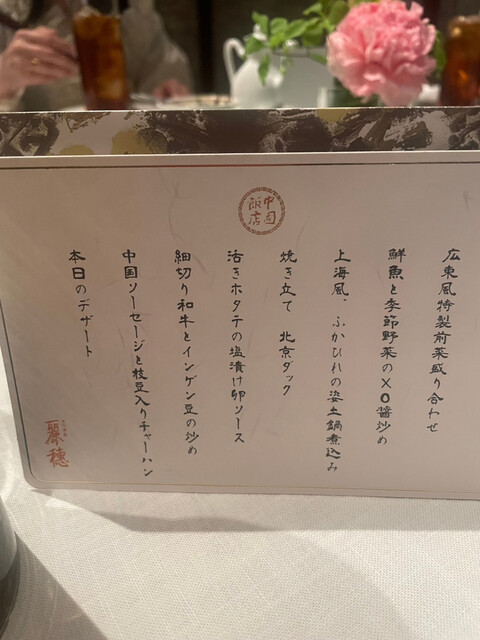 中国
飯店
広東風特製前菜盛り合わせ
鮮魚と季節野菜のXO醤炒め
上海風、ふかひれの姿土鍋煮込み
焼き立て 北京ダック
活きホタテの塩漬け卵ソース
細切り和牛とインゲン豆の炒め
中国ソーセージと枝豆入りチャーハン
本日のデザート
麗穂